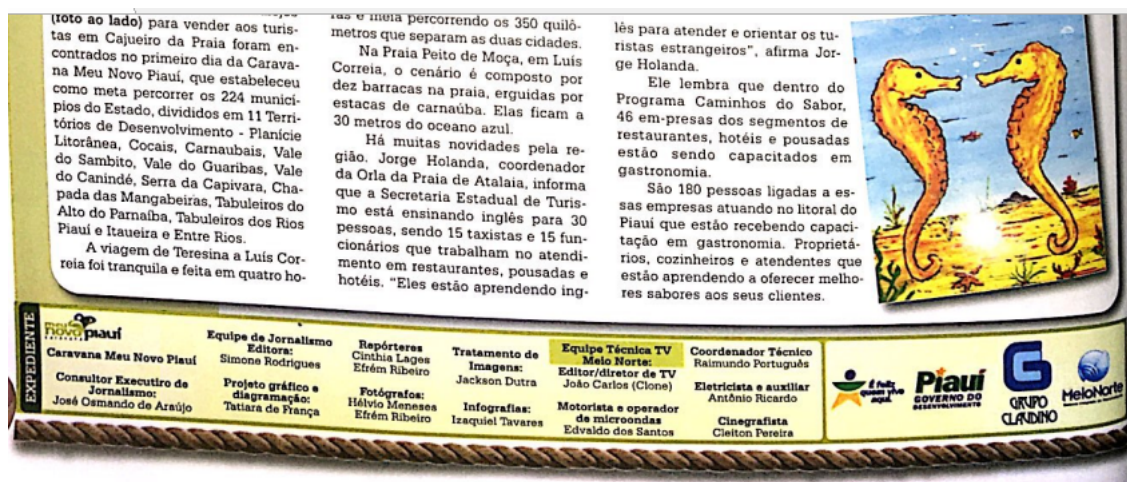 (foto ao lado) para vender aos turis-
tas em Cajueiro da Praia foram en-
contrados no primeiro dia da Carava-
na Meu Novo Piauí, que estabeleceu
como meta percorrer os 224 municí-
pios do Estado, divididos em 11 Terri-
tórios de Desenvolvimento - Planície
Litorânea, Cocais, Carnaubais, Vale
do Sambito, Vale do Guaribas, Vale
do Canindé, Serra da Capivara, Cha-
pada das Mangabeiras, Tabuleiros do
Alto do Parnaíba, Tabuleiros dos Rios
Piauí e Itaueira e Entre Rios.
A viagem de Teresina a Luís Cor-
reia foi tranquila e feita em quatro ho-
ras e meia percorrendo os 350 quilô-
metros que separam as duas cidades.
Na Praia Peito de Moça, em Luís
Correia, o cenário é composto por
dez barracas na praia, erguidas por
estacas de carnaúba. Elas ficam a
30 metros do oceano azul.
Há muitas novidades pela re-
gião. Jorge Holanda, coordenador
da Orla da Praia de Atalaia, informa
que a Secretaria Estadual de Turis-
mo está ensinando inglês para 30
pessoas, sendo 15 taxistas e 15 fun-
cionários que trabalham no atendi-
mento em restaurantes, pousadas e
hotéis. "Eles estão aprendendo ing-
lês para atender e orientar os tu-
ristas estrangeiros", afirma Jor-
ge Holanda.
Ele lembra que dentro do
Programa Caminhos do Sabor,
46 em-presas dos segmentos de
restaurantes, hotéis e pousadas
estão sendo capacitados em
gastronomia.
São 180 pessoas ligadas a es-
sas empresas atuando no litoral do
Piauí que estão recebendo capaci-
tação em gastronomia. Proprietá-
rios, cozinheiros e atendentes que
estão aprendendo a oferecer melho-
res sabores aos seus clientes.
EXPEDIENTE
meu
novo piauí
CARAVANA
Caravana Meu Novo Piauí
Consultor Executiro de
Jornalismo:
José Osmando de Araújo
Equipe de Jornalismo
Editora:
Simone Rodrigues
Projeto gráfico e
diagramação:
Tatiara de França
Repórteres
Cinthia Lages
Efrém Ribeiro
Fotógrafos:
Hélvio Meneses
Efrém Ribeiro
Tratamento de
Imagens:
Jackson Dutra
Infografias:
Izaquiel Tavares
Equipe Técnica TV
Meio Norte:
Editor/diretor de TV
João Carlos (Clone)
Motorista e operador
de microondas
Edvaldo dos Santos
Coordenador Técnico
Raimundo Português
Eletricista e auxiliar
Antônio Ricardo
Cinegrafista
Cleiton Pereira
É feliz
quem vive
aqui.
Piauí
GOVERNO DO
DESENVOLVIMENTO
GRUPO
CLAUDINO
MeioNorte